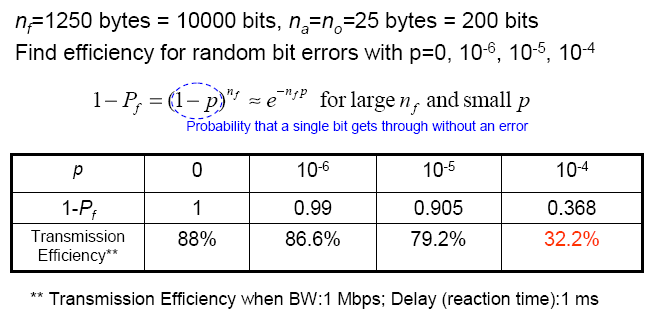 n_f=1250 bytes = 10000 bits, n_a=n_o=25 bytes = 200 bits
Find efficiency for random bit errors with p=0, 10^-6, 10^-5, 10^-4
1 − P_f = (1 − p)^{n_f} ≈ e^{−n_f p} for large n_f and small p
Probability that a single bit gets through without an error
p 0 10^-6 10^-5 10^-4
1-P_f 1 0.99 0.905 0.368
Transmission Efficiency** 88% 86.6% 79.2% 32.2%
** Transmission Efficiency when BW:1 Mbps; Delay (reaction time):1 ms